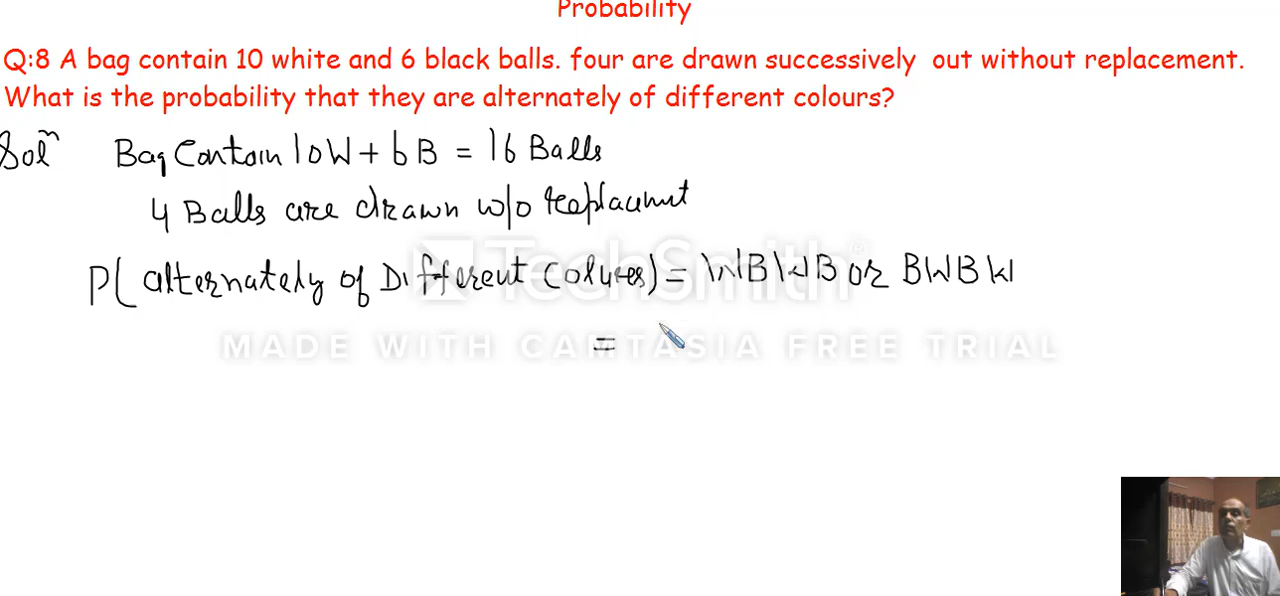 Probability
Q:8 A bag contain 10 white and 6 black balls. four are drawn successively out without replacement.
What is the probability that they are alternately of different colours?
Soln Bag Contain 10W + 6B = 16 Balls
4 Balls are drawn w/o replacement
P( alternately of Different Colures) = WBWB or BWBW
=
TechSmith®
MADE WITH CAMTASIA FREE TRIAL